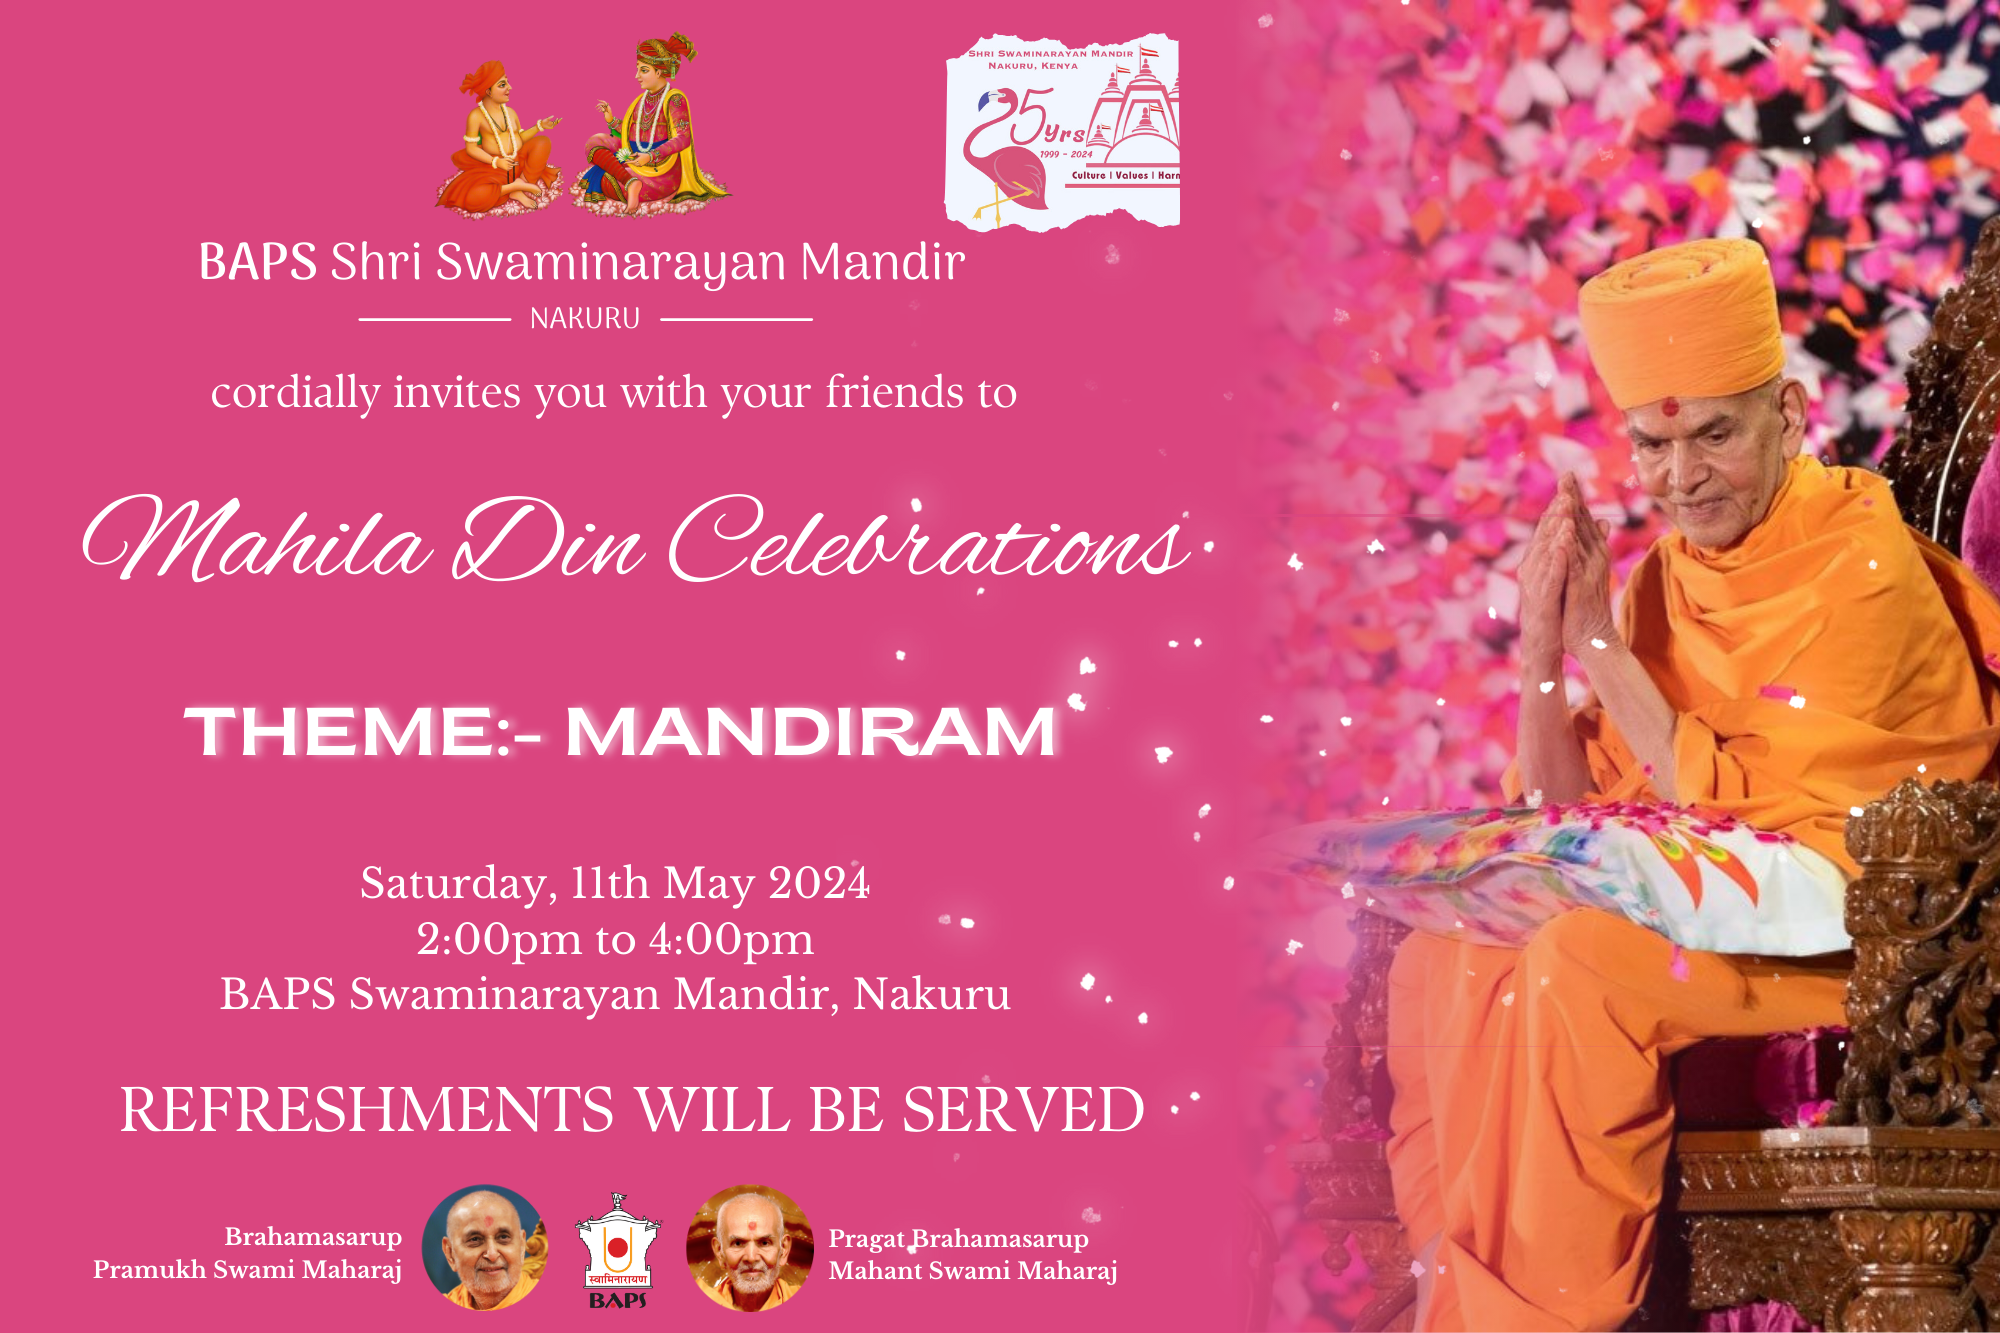 SHRI SWAMINARAYAN MANDIR
NAKURU, KENYA
25yrs
1999 - 2024
Culture | Values | Harn
BAPS Shri Swaminarayan Mandir
NAKURU
cordially invites you with your friends to
Mahila Din Celebrations
THEME:- MANDIRAM
Saturday, 11th May 2024
2:00pm to 4:00pm
BAPS Swaminarayan Mandir, Nakuru
REFRESHMENTS WILL BE SERVED
Brahamasarup
Pramukh Swami Maharaj
स्वामिनारायण
BAPS
Pragat Brahamasarup
Mahant Swami Maharaj